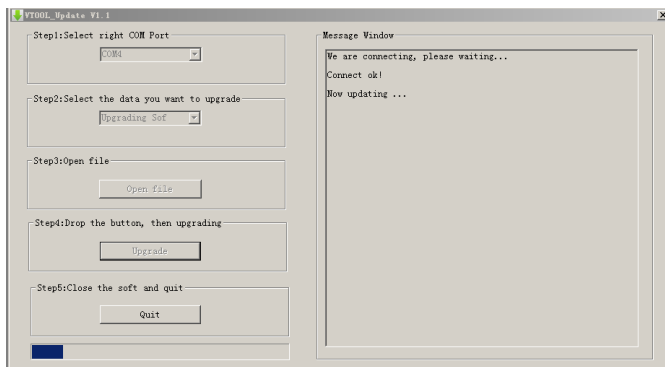 VTOOL_Update V1.1
Step1:Select right COM Port
COM4
Step2:Select the data you want to upgrade
Upgrading Sof
Step3:Open file
Open file
Step4:Drop the button, then upgrading
Upgrade
Step5:Close the soft and quit
Quit
Message Window
We are connecting, please waiting...
Connect ok!
Now updating ...